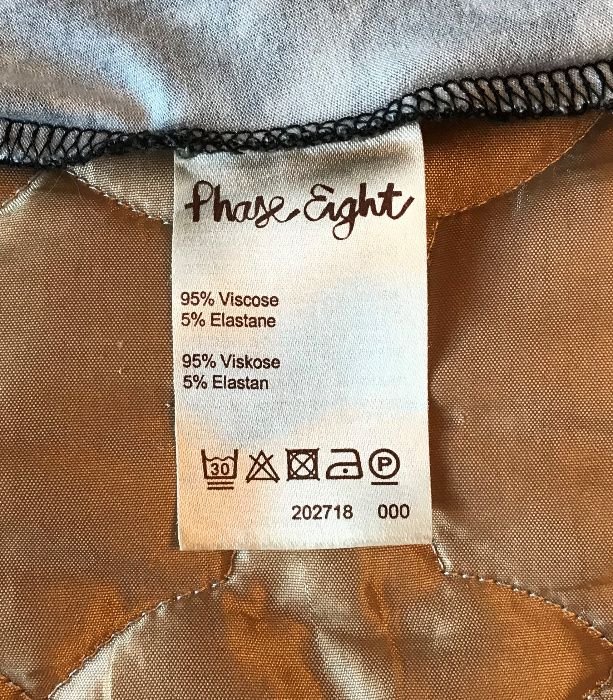 Phase Eight
95% Viscose
5% Elastane
95% Viskose
5% Elastan
30 P
202718 000